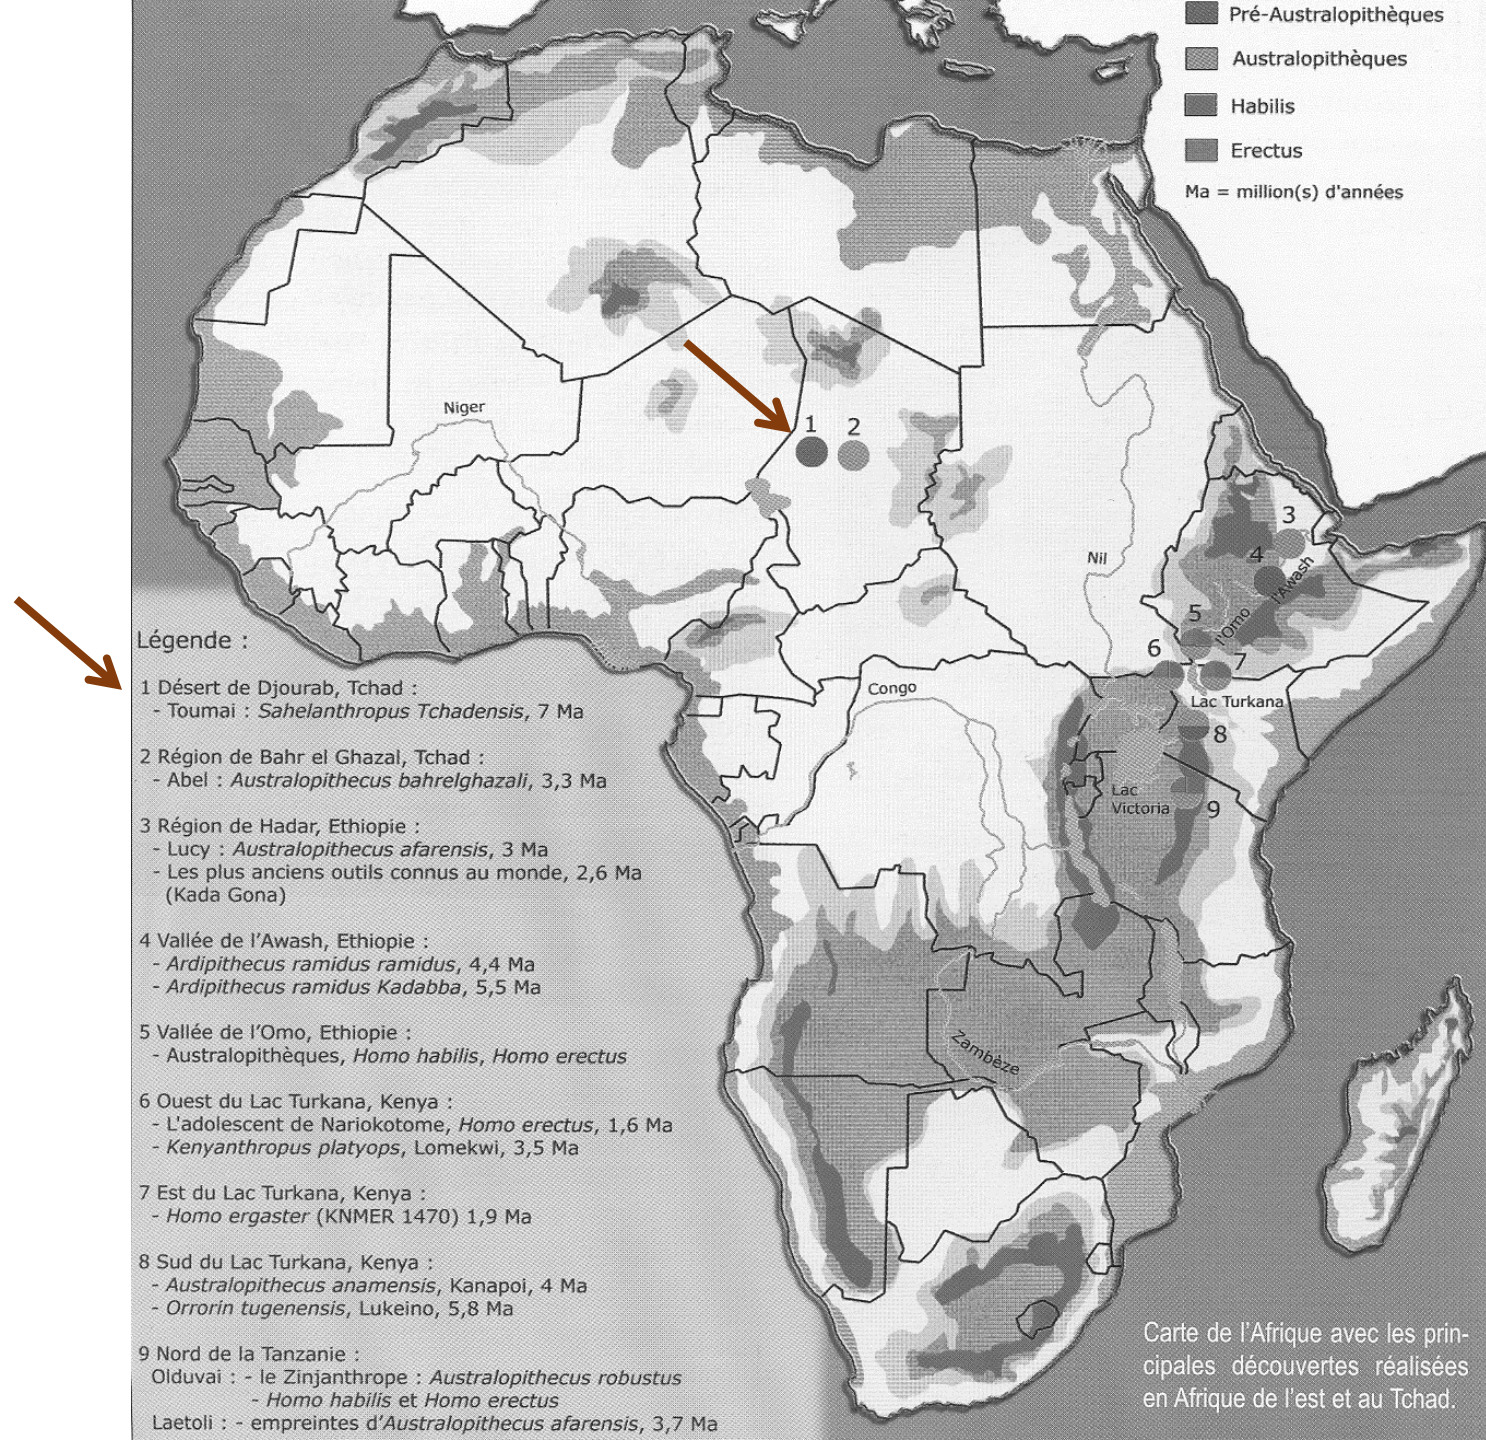 Pré-Australopithèques
Australopithèques
Habilis
Erectus
Ma = million(s) d'années
Niger
1
2
3
4
l'Awash
Nil
5
l'Omo
6
7
Lac Turkana
Congo
8
Lac
Victoria
9
Zambèze
Légende :
1 Désert de Djourab, Tchad :
- Toumai : Sahelanthropus Tchadensis, 7 Ma
2 Région de Bahr el Ghazal, Tchad :
- Abel : Australopithecus bahrelghazali, 3,3 Ma
3 Région de Hadar, Ethiopie :
- Lucy : Australopithecus afarensis, 3 Ma
- Les plus anciens outils connus au monde, 2,6 Ma
(Kada Gona)
4 Vallée de l'Awash, Ethiopie :
- Ardipithecus ramidus ramidus, 4,4 Ma
- Ardipithecus ramidus Kadabba, 5,5 Ma
5 Vallée de l'Omo, Ethiopie :
- Australopithèques, Homo habilis, Homo erectus
6 Ouest du Lac Turkana, Kenya :
- L'adolescent de Nariokotome, Homo erectus, 1,6 Ma
- Kenyanthropus platyops, Lomekwi, 3,5 Ma
7 Est du Lac Turkana, Kenya :
- Homo ergaster (KNMER 1470) 1,9 Ma
8 Sud du Lac Turkana, Kenya :
- Australopithecus anamensis, Kanapoi, 4 Ma
- Orrorin tugenensis, Lukeino, 5,8 Ma
9 Nord de la Tanzanie :
Olduvai : - le Zinjanthrope : Australopithecus robustus
- Homo habilis et Homo erectus
Laetoli : - empreintes d'Australopithecus afarensis, 3,7 Ma
Carte de l'Afrique avec les prin-
cipales découvertes réalisées
en Afrique de l'est et au Tchad.